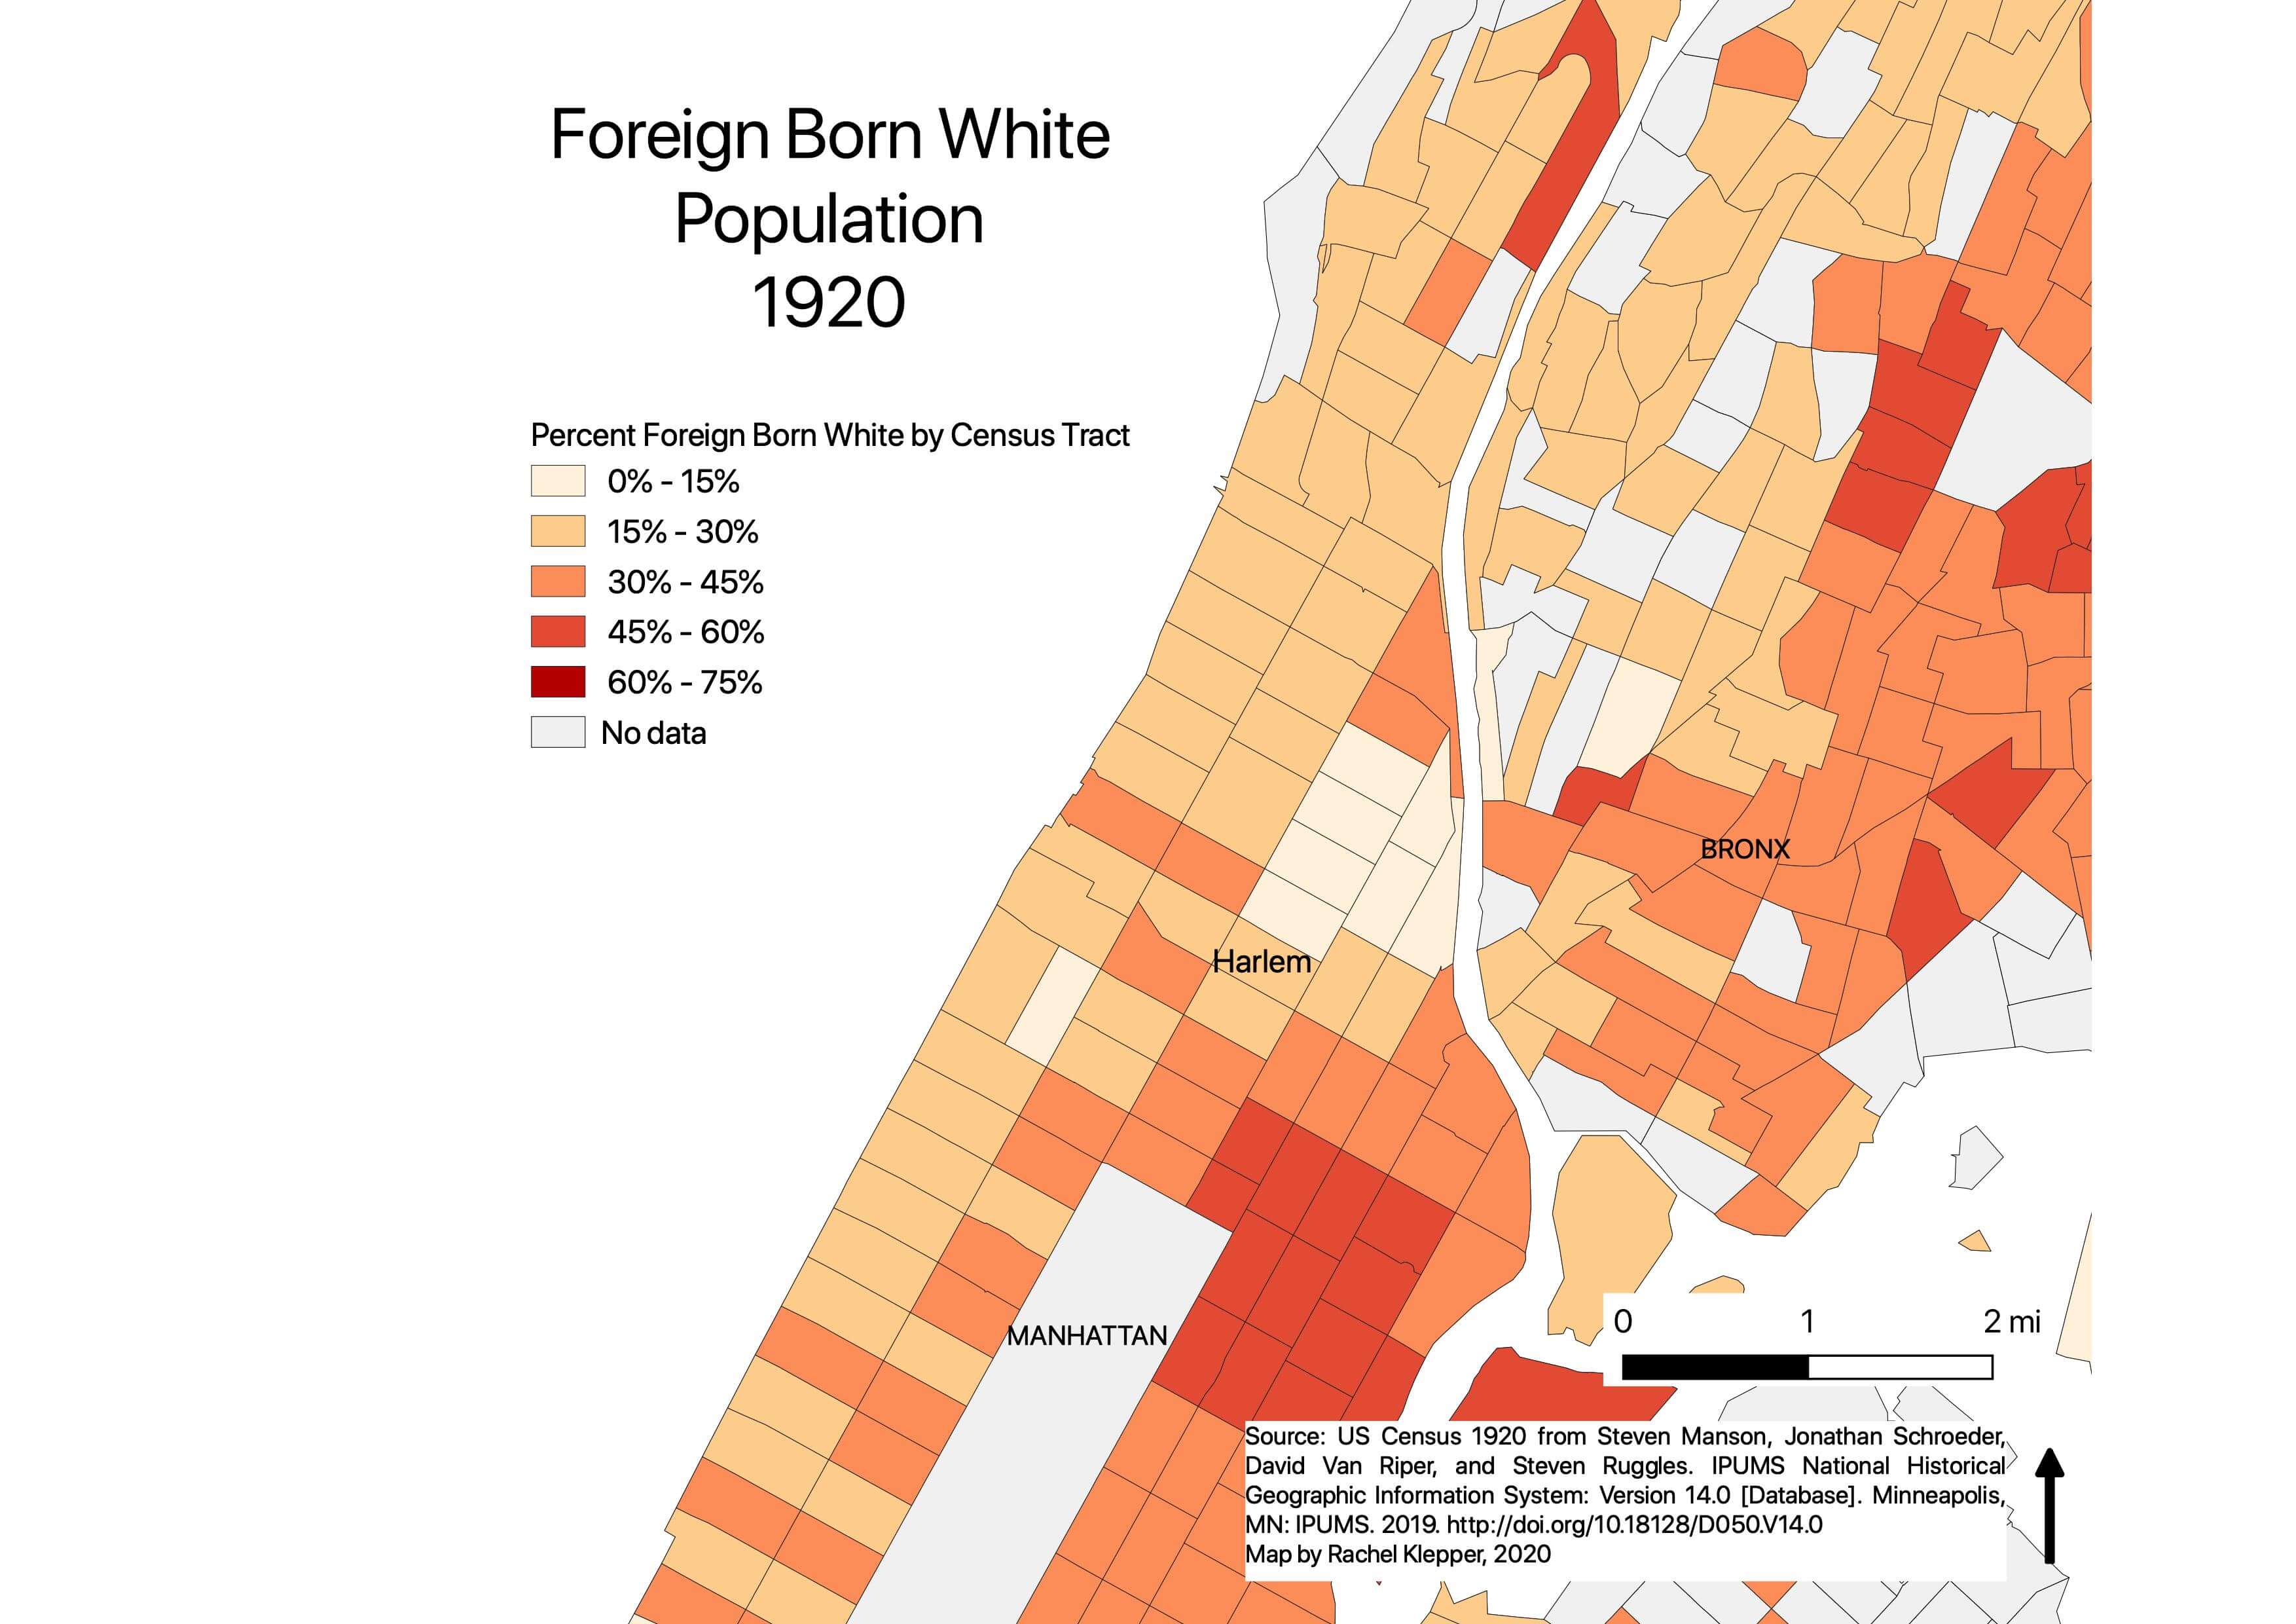 Foreign Born White
Population
1920
Percent Foreign Born White by Census Tract
0% - 15%
15% - 30%
30% - 45%
45% - 60%
60% - 75%
No data
BRONX
Harlem
MANHATTAN
0 1 2 mi
Source: US Census 1920 from Steven Manson, Jonathan Schroeder,
David Van Riper, and Steven Ruggles. IPUMS National Historical
Geographic Information System: Version 14.0 [Database]. Minneapolis,
MN: IPUMS. 2019. http://doi.org/10.18128/D050.V14.0
Map by Rachel Klepper, 2020